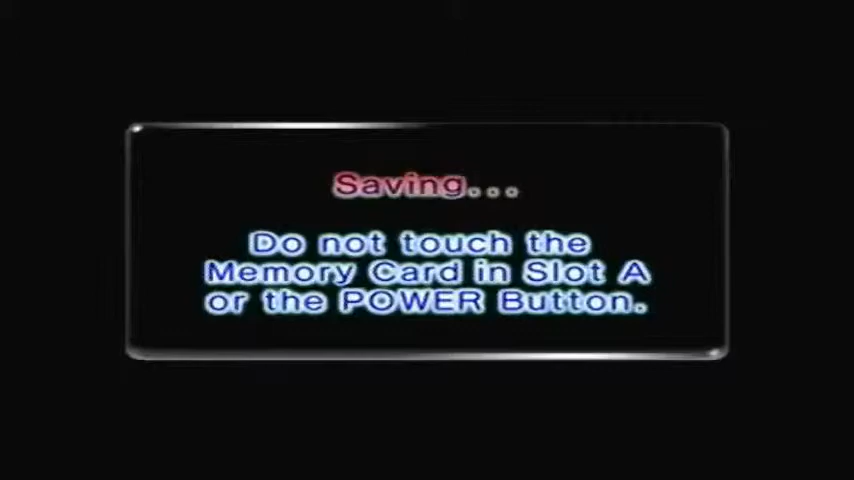 Saving...
Do not touch the
Memory Card in Slot A
or the POWER Button.